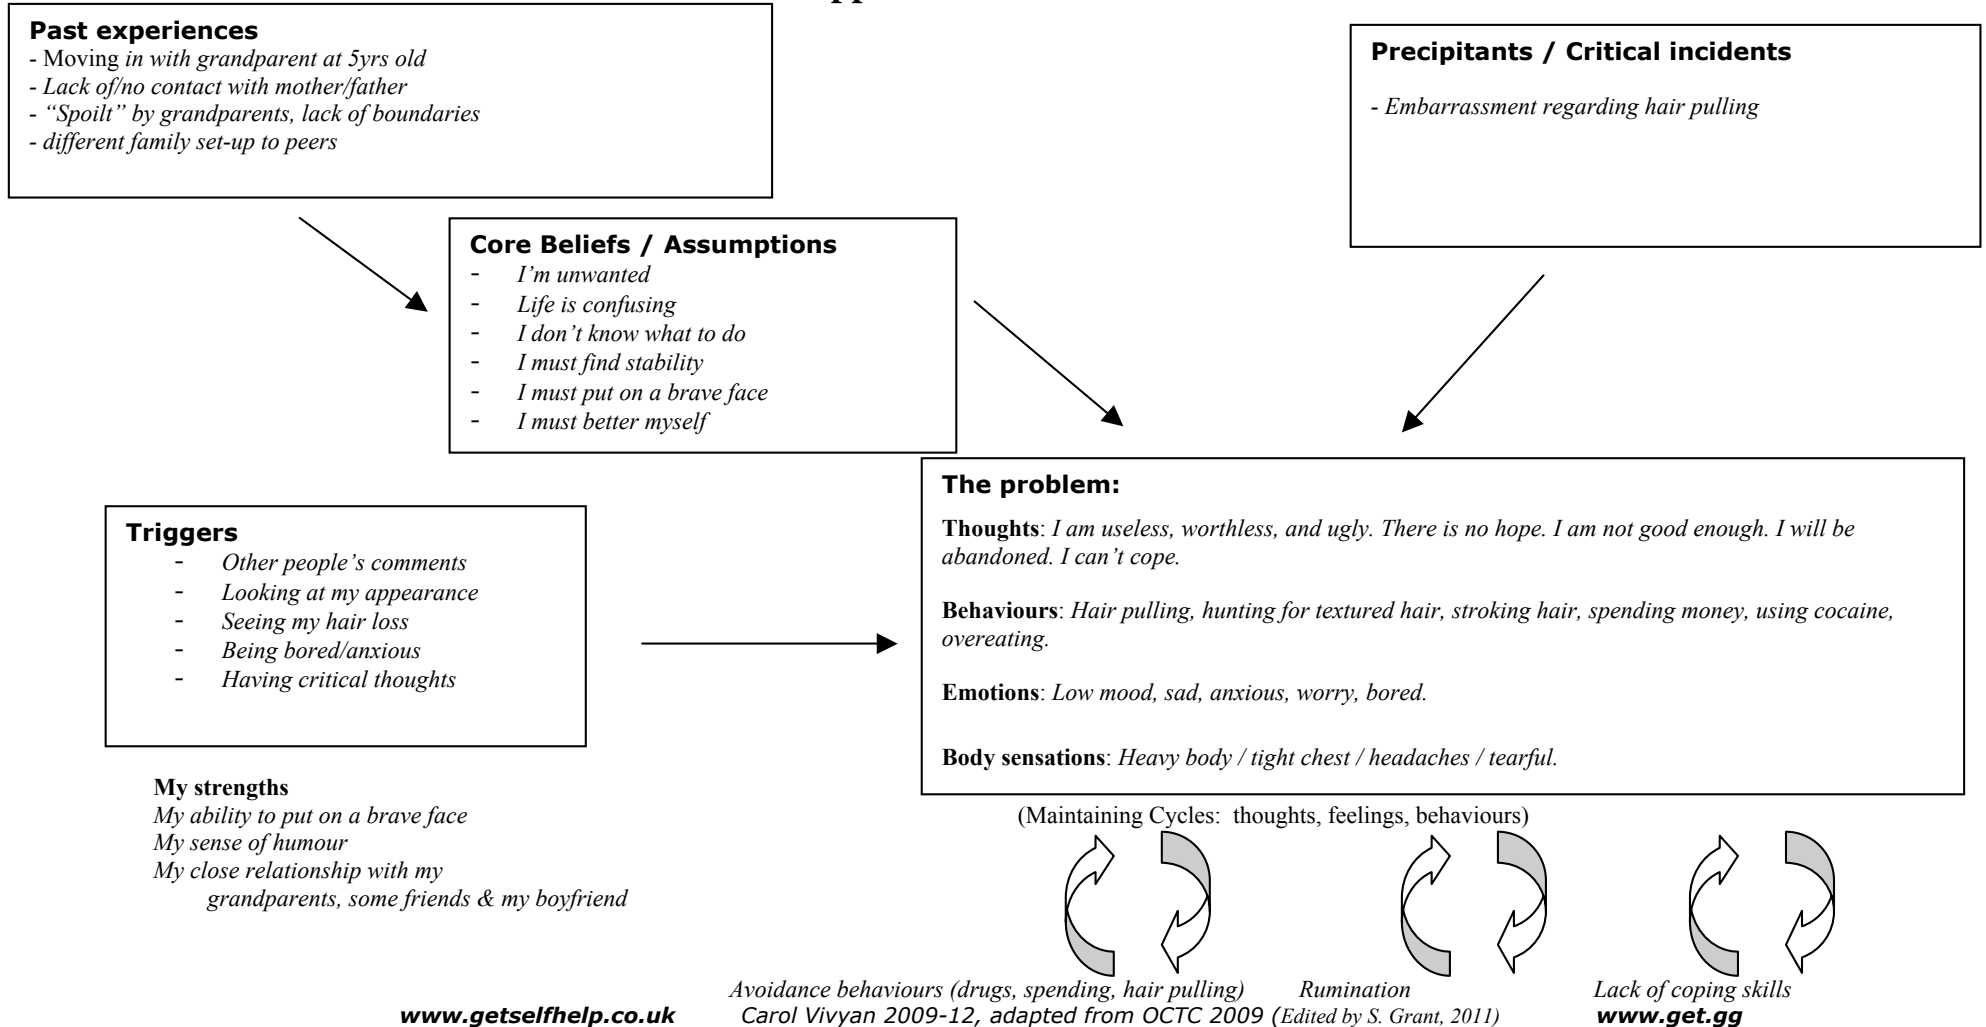 Past experiences
- Moving in with grandparent at 5yrs old
- Lack of/no contact with mother/father
- “Spoilt” by grandparents, lack of boundaries
- different family set-up to peers
Precipitants / Critical incidents
- Embarrassment regarding hair pulling
Core Beliefs / Assumptions
- I’m unwanted
- Life is confusing
- I don’t know what to do
- I must find stability
- I must put on a brave face
- I must better myself
Triggers
- Other people’s comments
- Looking at my appearance
- Seeing my hair loss
- Being bored/anxious
- Having critical thoughts
The problem:
Thoughts: I am useless, worthless, and ugly. There is no hope. I am not good enough. I will be
abandoned. I can’t cope.
Behaviours: Hair pulling, hunting for textured hair, stroking hair, spending money, using cocaine,
overeating.
Emotions: Low mood, sad, anxious, worry, bored.
Body sensations: Heavy body / tight chest / headaches / tearful.
My strengths
My ability to put on a brave face
My sense of humour
My close relationship with my
grandparents, some friends & my boyfriend
(Maintaining Cycles: thoughts, feelings, behaviours)
Avoidance behaviours (drugs, spending, hair pulling) Rumination Lack of coping skills
www.getselfhelp.co.uk Carol Vivyan 2009-12, adapted from OCTC 2009 (Edited by S. Grant, 2011) www.get.gg